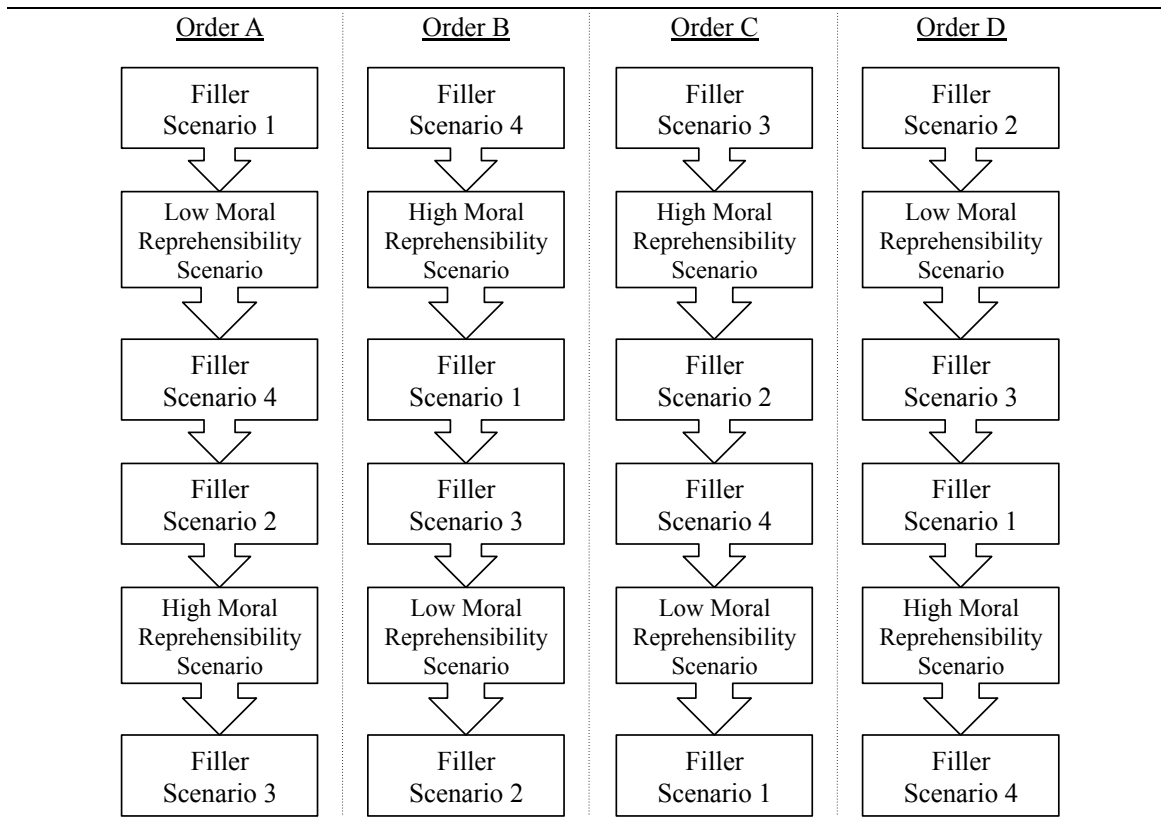 Order A
Filler
Scenario 1
Low Moral
Reprehensibility
Scenario
Filler
Scenario 4
Filler
Scenario 2
High Moral
Reprehensibility
Scenario
Filler
Scenario 3
Order B
Filler
Scenario 4
High Moral
Reprehensibility
Scenario
Filler
Scenario 1
Filler
Scenario 3
Low Moral
Reprehensibility
Scenario
Filler
Scenario 2
Order C
Filler
Scenario 3
High Moral
Reprehensibility
Scenario
Filler
Scenario 2
Filler
Scenario 4
Low Moral
Reprehensibility
Scenario
Filler
Scenario 1
Order D
Filler
Scenario 2
Low Moral
Reprehensibility
Scenario
Filler
Scenario 3
Filler
Scenario 1
High Moral
Reprehensibility
Scenario
Filler
Scenario 4